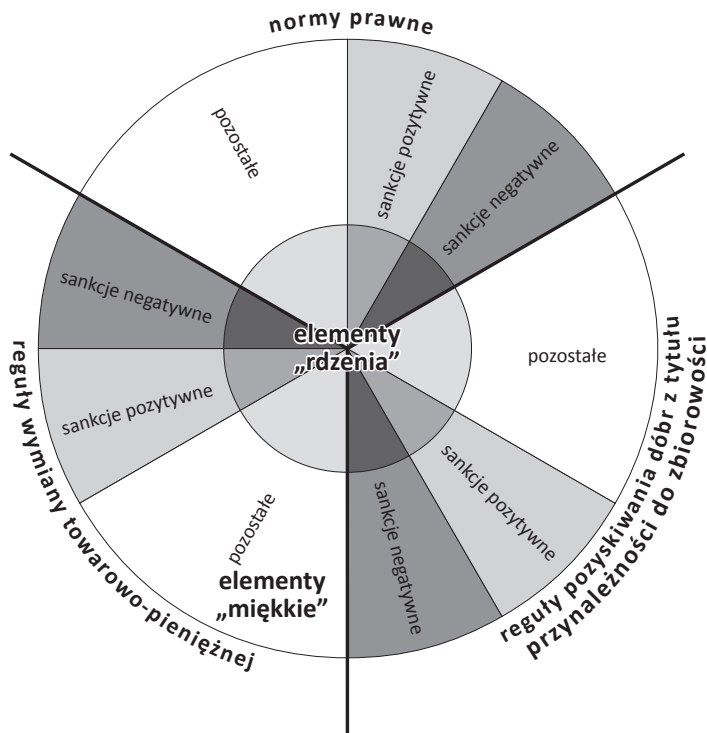 normy prawne
pozostałe
sankcje pozytywne
sankcje negatywne
sankcje negatywne
sankcje pozytywne
pozostałe
elementy
„rdzenia”
pozostałe
sankcje pozytywne
sankcje negatywne
elementy
„miękkie”
reguły wymiany towarowo-pieniężnej
reguły pozyskiwania dóbr z tytułu
przynależności do zbiorowości